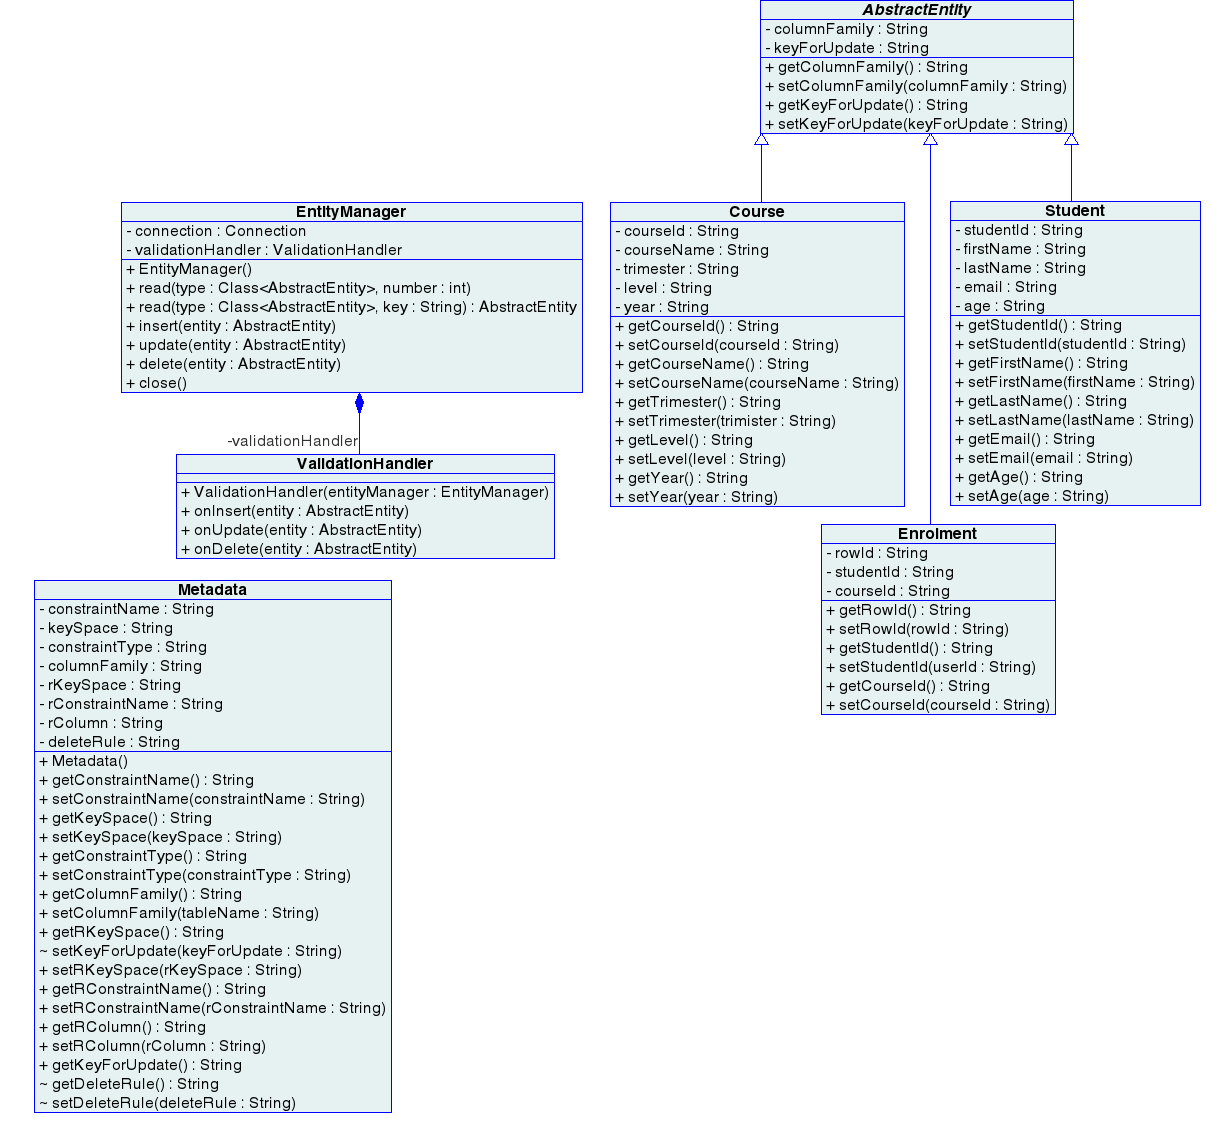 AbstractEntity
- columnFamily : String
- keyForUpdate : String
+ getColumnFamily() : String
+ setColumnFamily(columnFamily : String)
+ getKeyForUpdate() : String
+ setKeyForUpdate(keyForUpdate : String)
EntityManager
- connection : Connection
- validationHandler : ValidationHandler
+ EntityManager()
+ read(type : Class<AbstractEntity>, number : int)
+ read(type : Class<AbstractEntity>, key : String) : AbstractEntity
+ insert(entity : AbstractEntity)
+ update(entity : AbstractEntity)
+ delete(entity : AbstractEntity)
+ close()
Course
- courseId : String
- courseName : String
- trimester : String
- level : String
- year : String
+ getCourseId() : String
+ setCourseId(courseId : String)
+ getCourseName() : String
+ setCourseName(courseName : String)
+ getTrimester() : String
+ setTrimester(trimister : String)
+ getLevel() : String
+ setLevel(level : String)
+ getYear() : String
+ setYear(year : String)
Student
- studentId : String
- firstName : String
- lastName : String
- email : String
- age : String
+ getStudentId() : String
+ setStudentId(studentId : String)
+ getFirstName() : String
+ setFirstName(firstName : String)
+ getLastName() : String
+ setLastName(lastName : String)
+ getEmail() : String
+ setEmail(email : String)
+ getAge() : String
+ setAge(age : String)
-validationHandler
ValidationHandler
+ ValidationHandler(entityManager : EntityManager)
+ onInsert(entity : AbstractEntity)
+ onUpdate(entity : AbstractEntity)
+ onDelete(entity : AbstractEntity)
Enrolment
- rowId : String
- studentId : String
- courseId : String
+ getRowId() : String
+ setRowId(rowId : String)
+ getStudentId() : String
+ setStudentId(userId : String)
+ getCourseId() : String
+ setCourseId(courseId : String)
Metadata
- constraintName : String
- keySpace : String
- constraintType : String
- columnFamily : String
- rKeySpace : String
- rConstraintName : String
- rColumn : String
- deleteRule : String
+ Metadata()
+ getConstraintName() : String
+ setConstraintName(constraintName : String)
+ getKeySpace() : String
+ setKeySpace(keySpace : String)
+ getConstraintType() : String
+ setConstraintType(constraintType : String)
+ getColumnFamily() : String
+ setColumnFamily(tableName : String)
+ getRKeySpace() : String
~ setKeyForUpdate(keyForUpdate : String)
+ setRKeySpace(rKeySpace : String)
+ getRConstraintName() : String
+ setRConstraintName(rConstraintName : String)
+ getRColumn() : String
+ setRColumn(rColumn : String)
+ getKeyForUpdate() : String
~ getDeleteRule() : String
~ setDeleteRule(deleteRule : String)